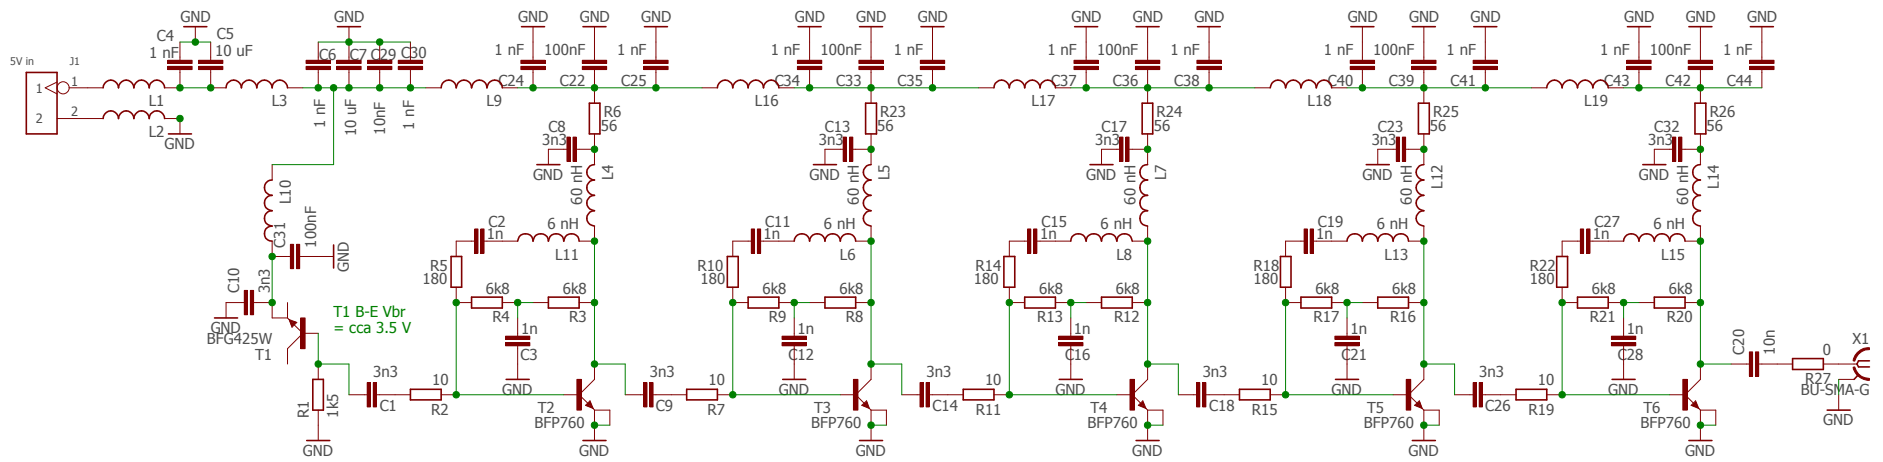 GND GND GND GND GND GND GND GND GND GND GND GND GND GND GND GND GND
C4 C5
1 nF 10 uF C6 C7 C29 C30 1 nF 100nF 1 nF 1 nF 100nF 1 nF 1 nF 100nF 1 nF 1 nF 100nF 1 nF 1 nF 100nF 1 nF
5V in J1
1 1 L1 L3 L9 C24 C22 C25 L16 C34 C33 C35 L17 C37 C36 C38 L18 C40 C39 C41 L19 C43 C42 C44
2 2 L2 GND
1 nF 10 uF 10nF 1 nF
R6 56 R23 56 R24 56 R25 56 R26 56
C8 3n3 C13 3n3 C17 3n3 C23 3n3 C32 3n3
GND GND GND GND GND
60 nH L4 60 nH L5 60 nH L7 60 nH L12 60 nH L14
L10
C31 100nF GND
C2 1n 6 nH L11 C11 1n 6 nH L6 C15 1n 6 nH L8 C19 1n 6 nH L13 C27 1n 6 nH L15
R5 180 R10 180 R14 180 R18 180 R22 180
C10 3n3
6k8 6k8 6k8 6k8 6k8 6k8 6k8 6k8 6k8 6k8
R4 R3 R9 R8 R13 R12 R17 R16 R21 R20
GND
T1 B-E Vbr
= cca 3.5 V
BFG425W
T1
1n C3 1n C12 1n C16 1n C21 1n C28
GND GND GND GND GND
C20 10n 0 R27 X1
BU-SMA-G
GND
R1 1k5
3n3 C1 10 R2 3n3 C9 10 R7 3n3 C14 10 R11 3n3 C18 10 R15 3n3 C26 10 R19
T2 T3 T4 T5 T6
BFP760 BFP760 BFP760 BFP760 BFP760
GND GND GND GND GND GND